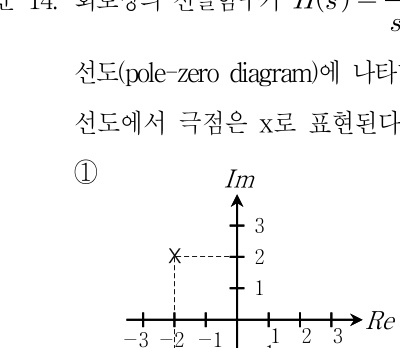 14. 회로망의 전달함수가 H(s) =
s
선도(pole-zero diagram)에 나타
선도에서 극점은 x로 표현된다
①
Im
3
X
2
1
Re
-3 -2 -1 1 2 3